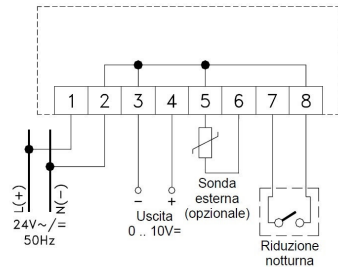 1 2 3 4 5 6 7 8
L(+)
N(−)
24V~/=
50Hz
− +
Uscita
0 .. 10V=
Sonda
esterna
(opzionale)
Riduzione
notturna